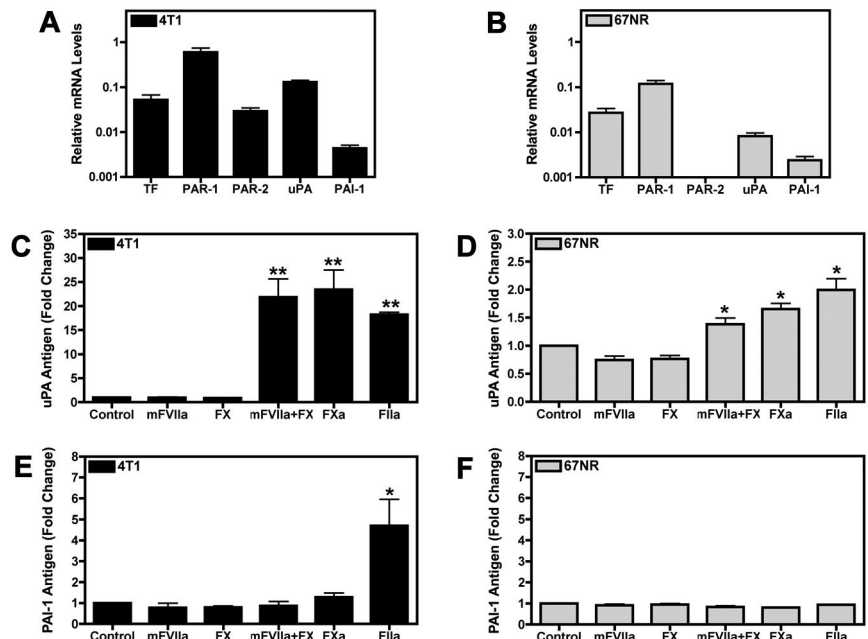 A
4T1
Relative mRNA Levels
1
0.1
0.01
0.001
TF PAR-1 PAR-2 uPA PAI-1
B
67NR
Relative mRNA Levels
1
0.1
0.01
0.001
TF PAR-1 PAR-2 uPA PAI-1
C
4T1
uPA Antigen (Fold Change)
35
30
25
20
15
10
5
0
** ** **
Control mFVIIa FX mFVIIa+FX FXa FIIa
D
67NR
uPA Antigen (Fold Change)
3.0
2.5
2.0
1.5
1.0
0.5
0.0
* * *
Control mFVIIa FX mFVIIa+FX FXa FIIa
E
4T1
PAI-1 Antigen (Fold Change)
8
7
6
5
4
3
2
1
0
*
Control mFVIIa FX mFVIIa+FX FXa FIIa
F
67NR
PAI-1 Antigen (Fold Change)
8
7
6
5
4
3
2
1
0
Control mFVIIa FX mFVIIa+FX FXa FIIa